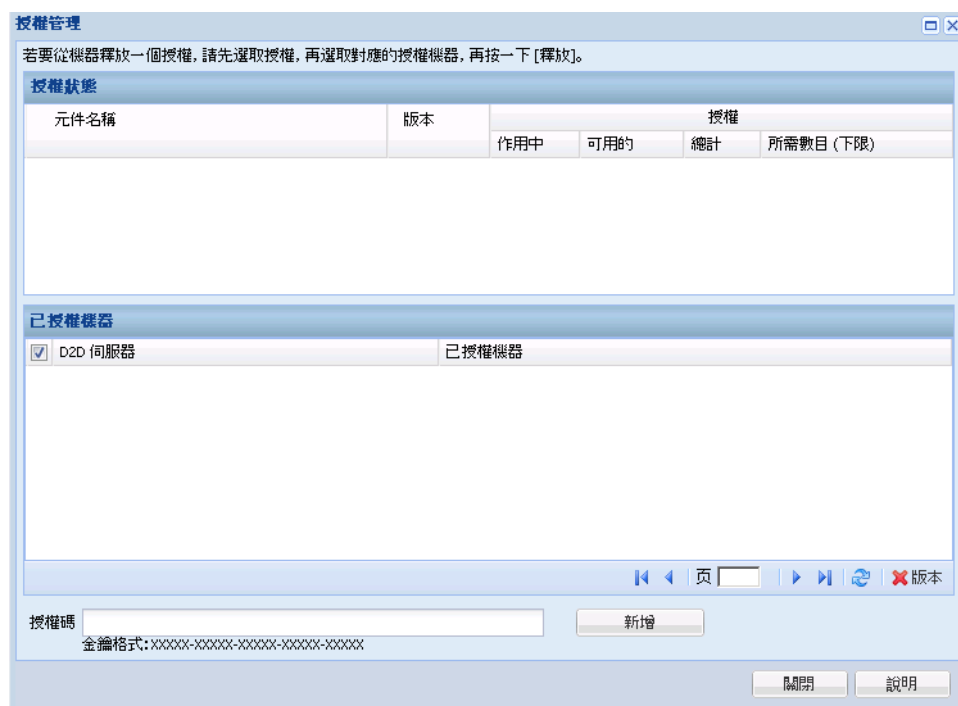 授權管理
若要從機器釋放一個授權, 請先選取授權, 再選取對應的授權機器, 再按一下 [釋放]。
授權狀態
元件名稱 版本 授權
作用中 可用的 總計 所需數目 (下限)
已授權機器
D2D 伺服器 已授權機器
页 版本
授權碼 新增
金鑰格式: XXXXX-XXXXX-XXXXX-XXXXX-XXXXX
關閉 說明